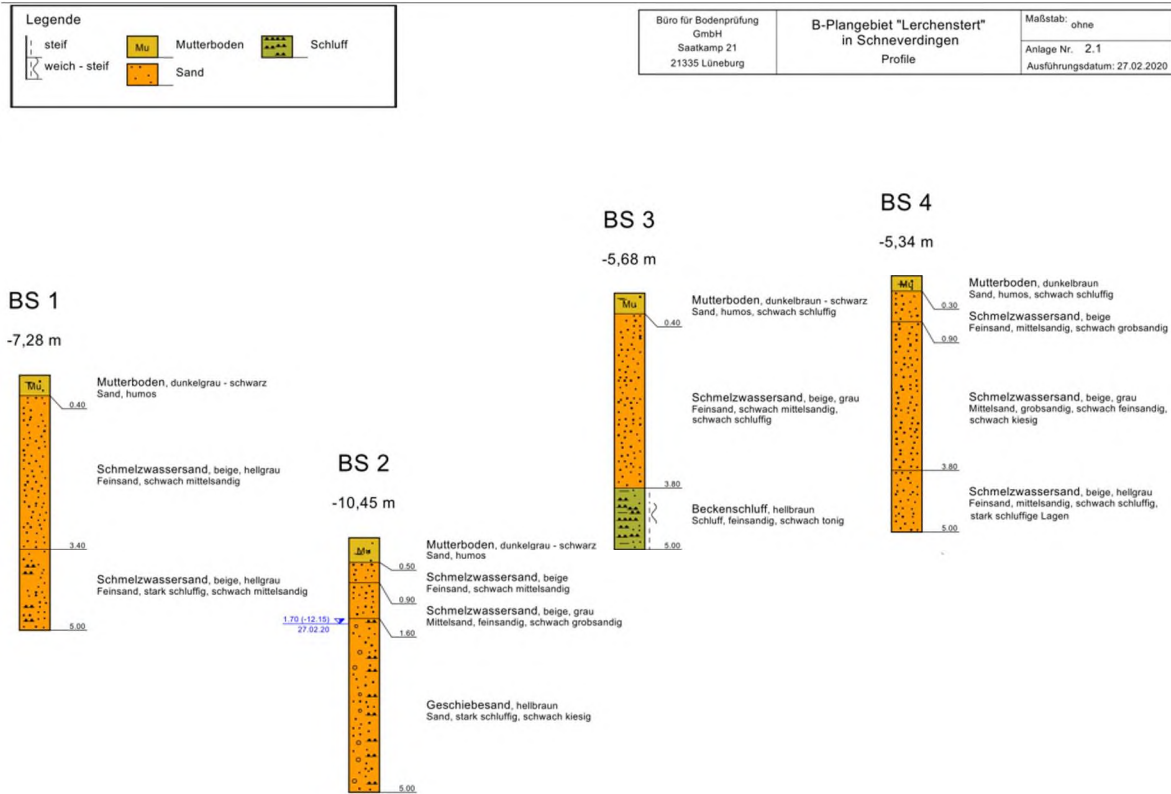 Legende
steif
weich - steif
Mu
Mutterboden
Sand
Schluff
Büro für Bodenprüfung
GmbH
Saatkamp 21
21335 Lüneburg
B-Plangebiet "Lerchenstert"
in Schneverdingen
Profile
Maßstab: ohne
Anlage Nr. 2.1
Ausführungsdatum: 27.02.2020
BS 1
-7,28 m
Mu
0.40
Mutterboden, dunkelgrau - schwarz
Sand, humos
Schmelzwassersand, beige, hellgrau
Feinsand, schwach mittelsandig
3.40
Schmelzwassersand, beige, hellgrau
Feinsand, stark schluffig, schwach mittelsandig
5.00
BS 2
-10,45 m
Mu
Mutterboden, dunkelgrau - schwarz
Sand, humos
0.50
Schmelzwassersand, beige
Feinsand, schwach mittelsandig
0.90
Schmelzwassersand, beige, grau
Mittelsand, feinsandig, schwach grobsandig
1.60
1.70 (-12.15)
27.02.20
Geschiebesand, hellbraun
Sand, stark schluffig, schwach kiesig
5.00
BS 3
-5,68 m
Mu
Mutterboden, dunkelbraun - schwarz
Sand, humos, schwach schluffig
0.40
Schmelzwassersand, beige, grau
Feinsand, schwach mittelsandig,
schwach schluffig
3.80
Beckenschluff, hellbraun
Schluff, feinsandig, schwach tonig
5.00
BS 4
-5,34 m
Mu
Mutterboden, dunkelbraun
Sand, humos, schwach schluffig
0.30
Schmelzwassersand, beige
Feinsand, mittelsandig, schwach grobsandig
0.90
Schmelzwassersand, beige, grau
Mittelsand, grobsandig, schwach feinsandig,
schwach kiesig
3.80
Schmelzwassersand, beige, hellgrau
Feinsand, mittelsandig, schwach schluffig,
stark schluffige Lagen
5.00